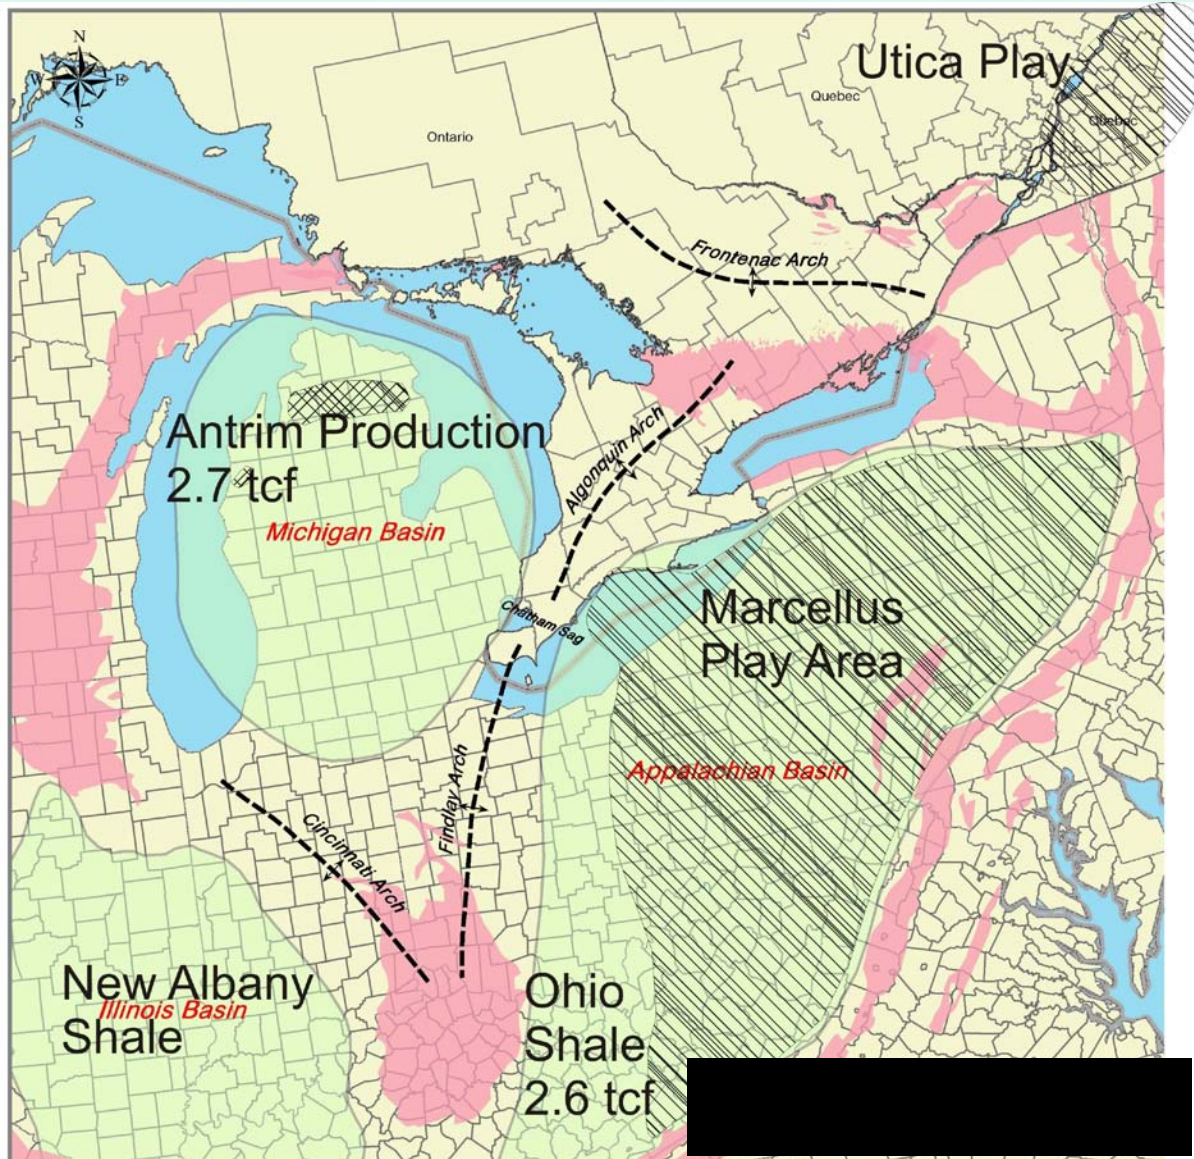 N
W
E
S
Utica Play
Quebec
Quebec
Ontario
Frontenac Arch
Algonquin Arch
Antrim Production
2.7 tcf
Michigan Basin
Chatham Sag
Marcellus
Play Area
Appalachian Basin
Findlay Arch
Cincinnati Arch
New Albany
Illinois Basin
Shale
Ohio
Shale
2.6 tcf